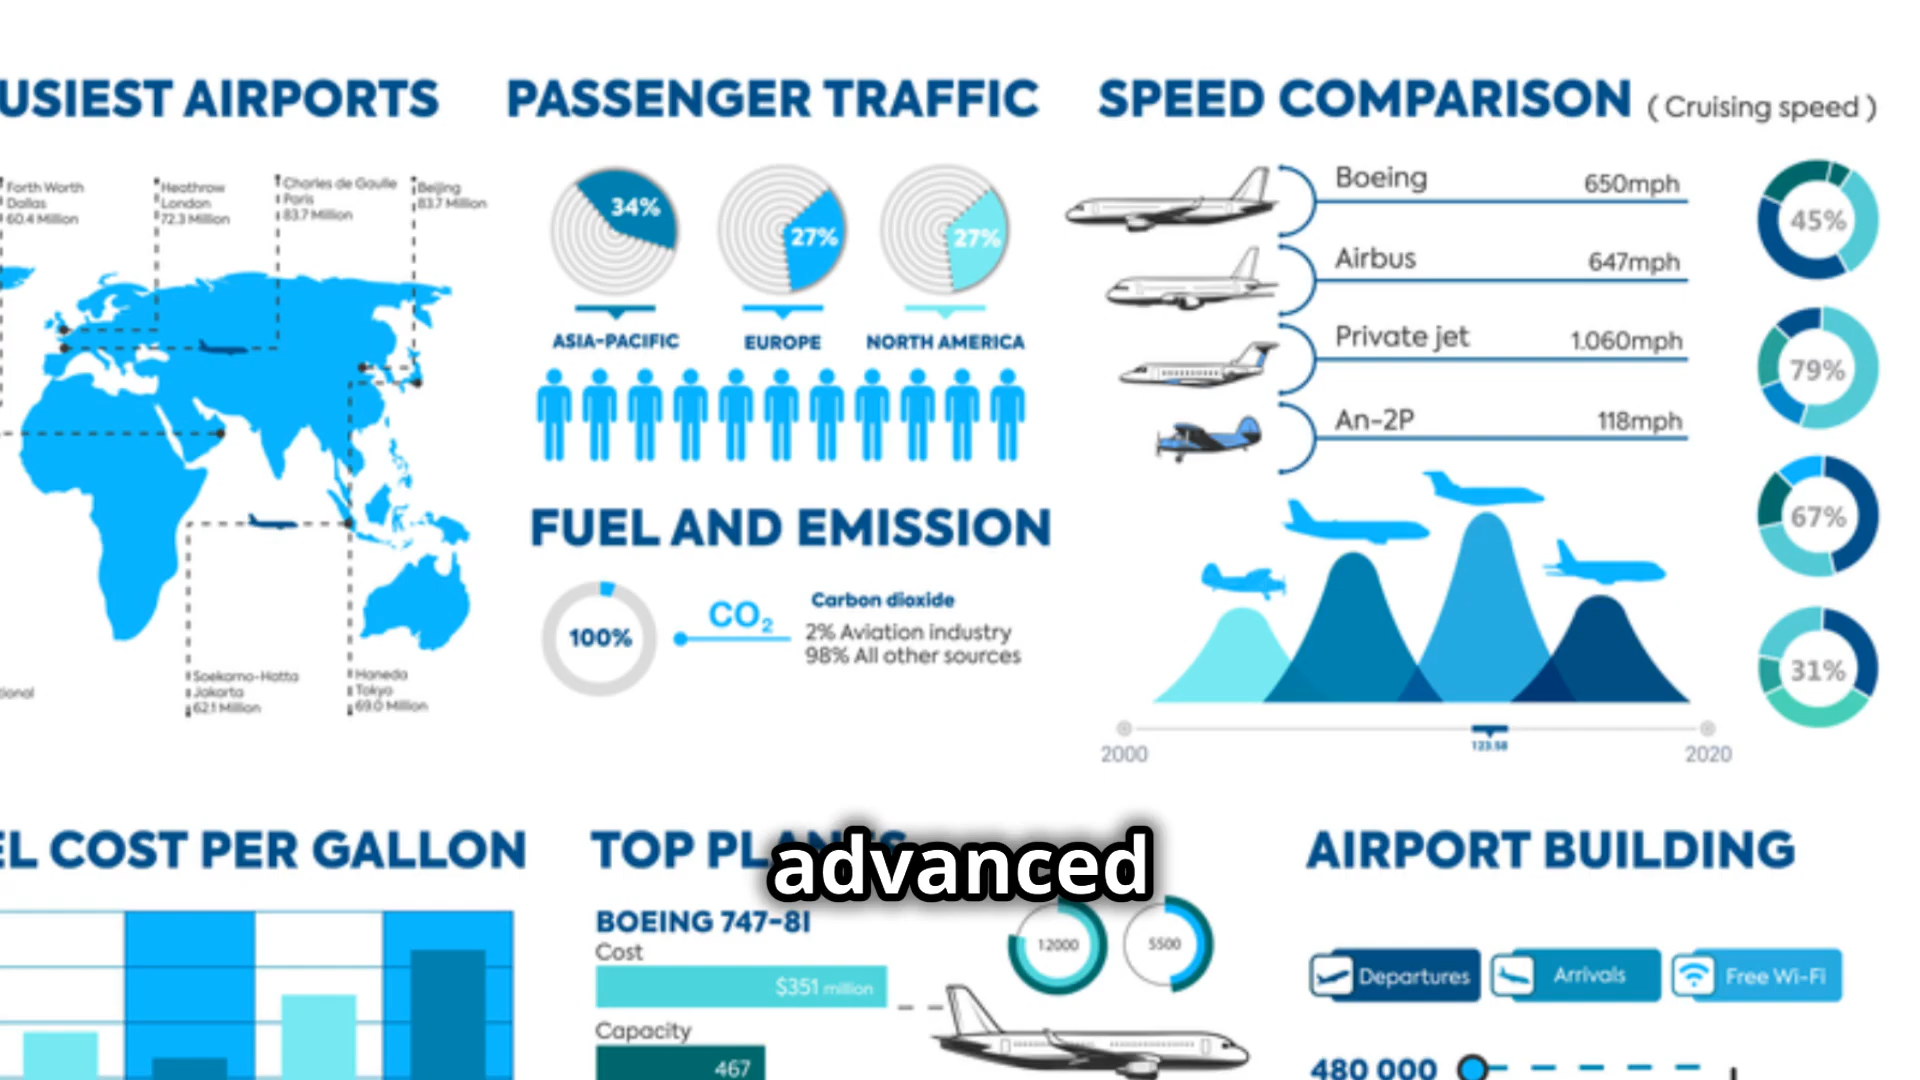 USIEST AIRPORTS
Forth Worth
Dallas
60.4 Million
Heathrow
London
72.3 Million
Charles de Gaulle
Paris
83.7 Million
Beijing
83.7 Million
Soekarno-Hatta
Jakarta
62.1 Million
Haneda
Tokyo
69.0 Million
ional
PASSENGER TRAFFIC
34%
27%
27%
ASIA-PACIFIC
EUROPE
NORTH AMERICA
FUEL AND EMISSION
100%
CO2
Carbon dioxide
2% Aviation industry
98% All other sources
SPEED COMPARISON ( Cruising speed )
Boeing 650mph
Airbus 647mph
Private jet 1.060mph
An-2P 118mph
45%
79%
67%
31%
123.58
2000
2020
EL COST PER GALLON
TOP PL
advanced
BOEING 747-8I
Cost
$351 million
Capacity
467
12000
5500
AIRPORT BUILDING
Departures
Arrivals
Free Wi-Fi
480 000